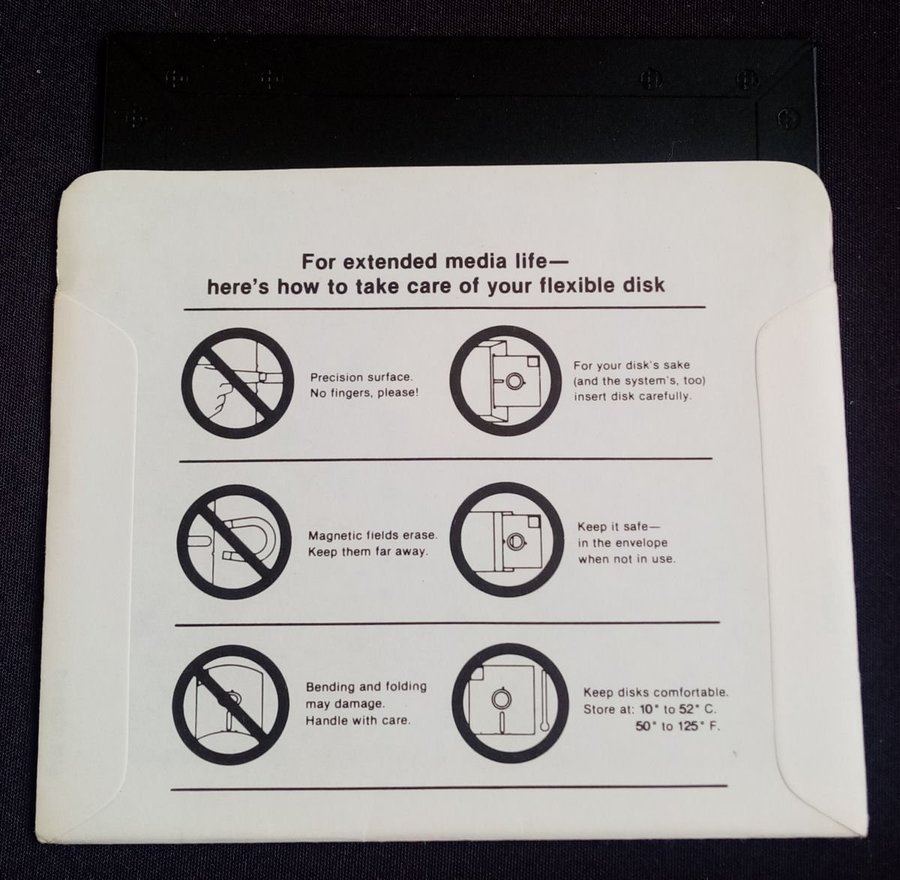 For extended media life—
here's how to take care of your flexible disk
Precision surface.
No fingers, please!
For your disk's sake
(and the system's, too)
insert disk carefully.
Magnetic fields erase.
Keep them far away.
Keep it safe—
in the envelope
when not in use.
Bending and folding
may damage.
Handle with care.
Keep disks comfortable.
Store at: 10° to 52° C.
50° to 125° F.